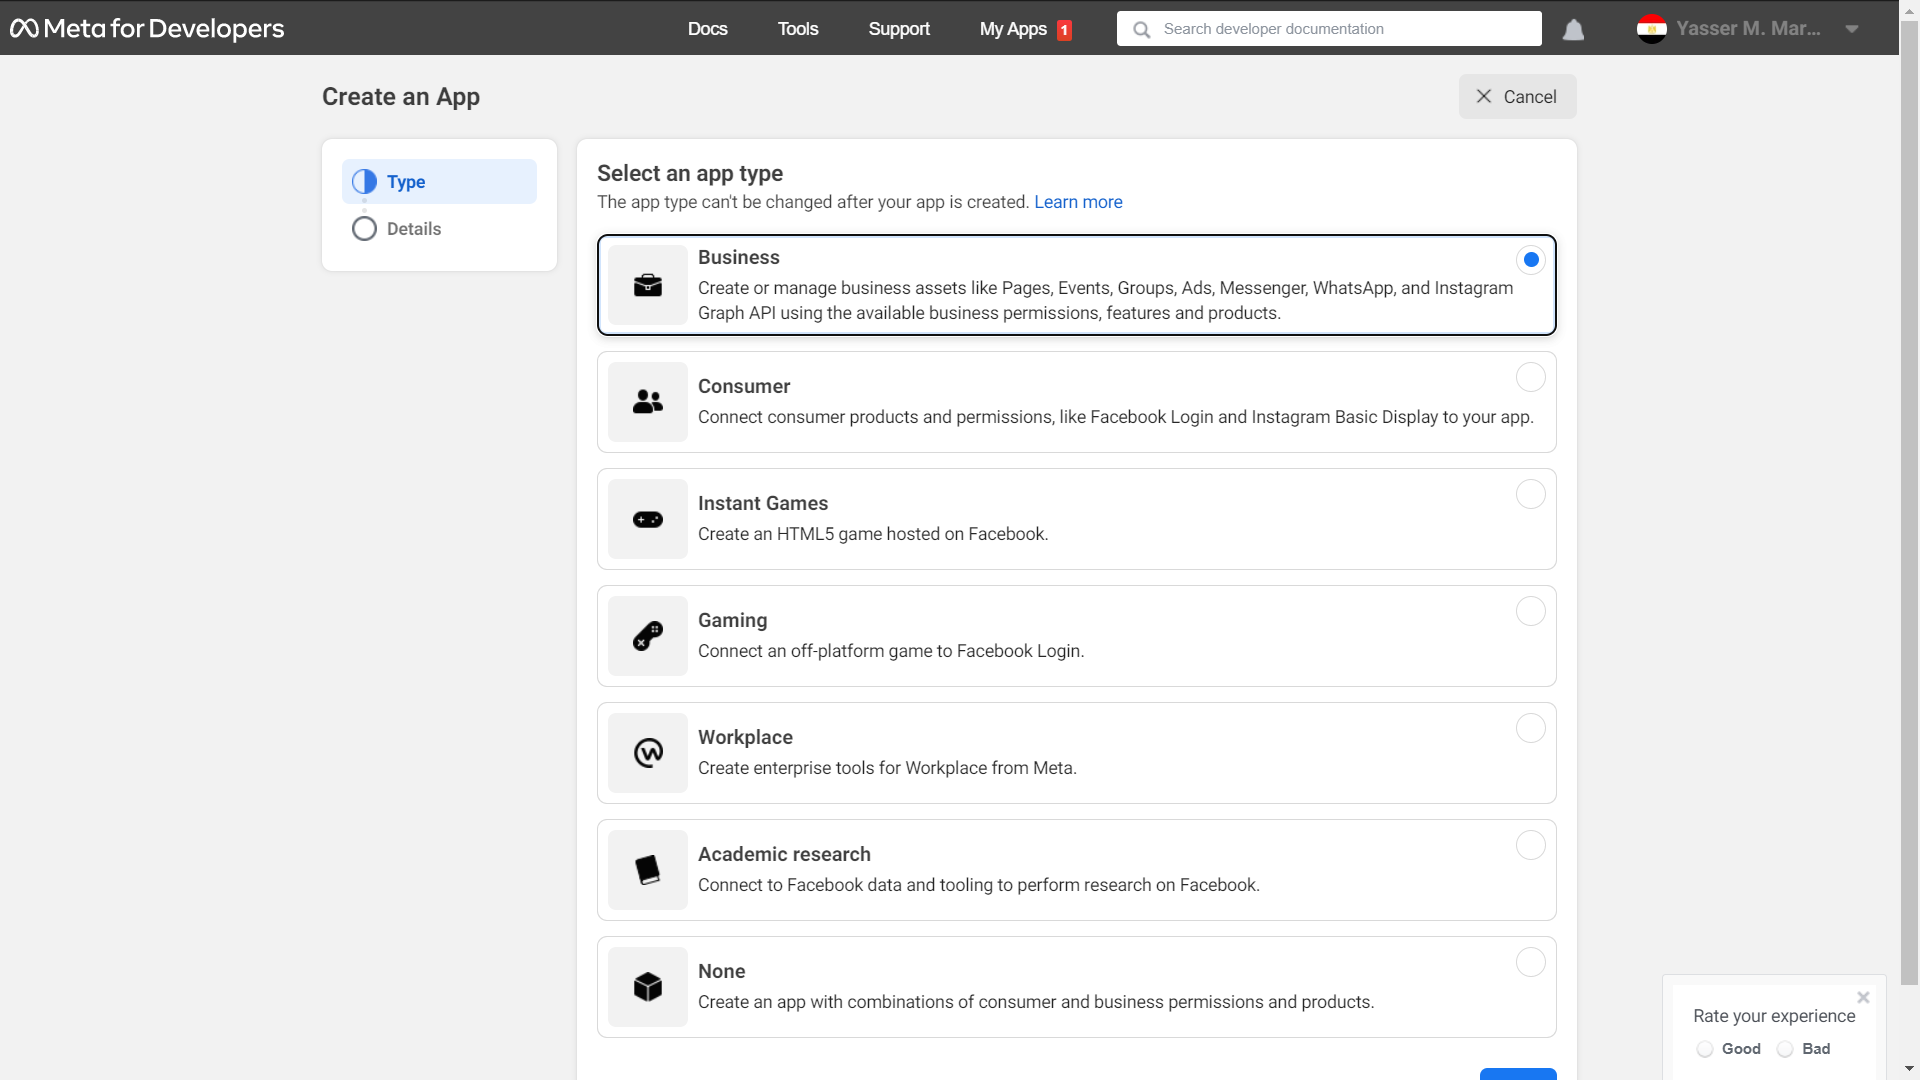 Meta for Developers
Docs
Tools
Support
My Apps 1
Search developer documentation
Yasser M. Mar...
Create an App
Cancel
Type
Details
Select an app type
The app type can't be changed after your app is created. Learn more
Business
Create or manage business assets like Pages, Events, Groups, Ads, Messenger, WhatsApp, and Instagram
Graph API using the available business permissions, features and products.
Consumer
Connect consumer products and permissions, like Facebook Login and Instagram Basic Display to your app.
Instant Games
Create an HTML5 game hosted on Facebook.
Gaming
Connect an off-platform game to Facebook Login.
Workplace
Create enterprise tools for Workplace from Meta.
Academic research
Connect to Facebook data and tooling to perform research on Facebook.
None
Create an app with combinations of consumer and business permissions and products.
Rate your experience
Good
Bad